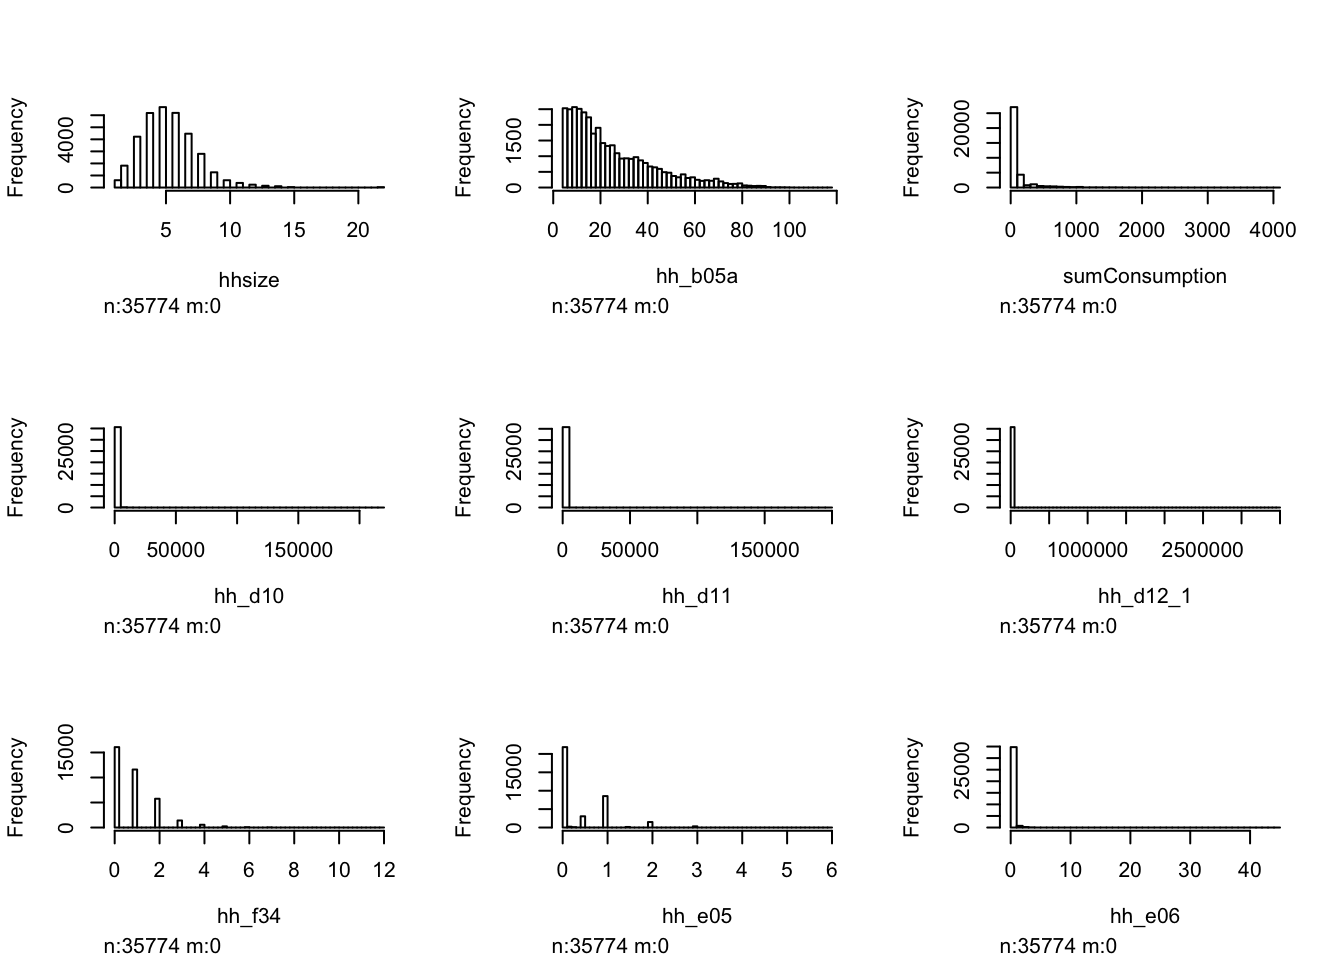 Frequency
0 4000
5 10 15 20
hhsize
n:35774 m:0
Frequency
0 1500
0 20 40 60 80 100
hh_b05a
n:35774 m:0
Frequency
0 20000
0 1000 2000 3000 4000
sumConsumption
n:35774 m:0
Frequency
0 25000
0 50000 150000
hh_d10
n:35774 m:0
Frequency
0 25000
0 50000 150000
hh_d11
n:35774 m:0
Frequency
0 25000
0 1000000 2500000
hh_d12_1
n:35774 m:0
Frequency
0 15000
0 2 4 6 8 10 12
hh_f34
n:35774 m:0
Frequency
0 15000
0 1 2 3 4 5 6
hh_e05
n:35774 m:0
Frequency
0 25000
0 10 20 30 40
hh_e06
n:35774 m:0